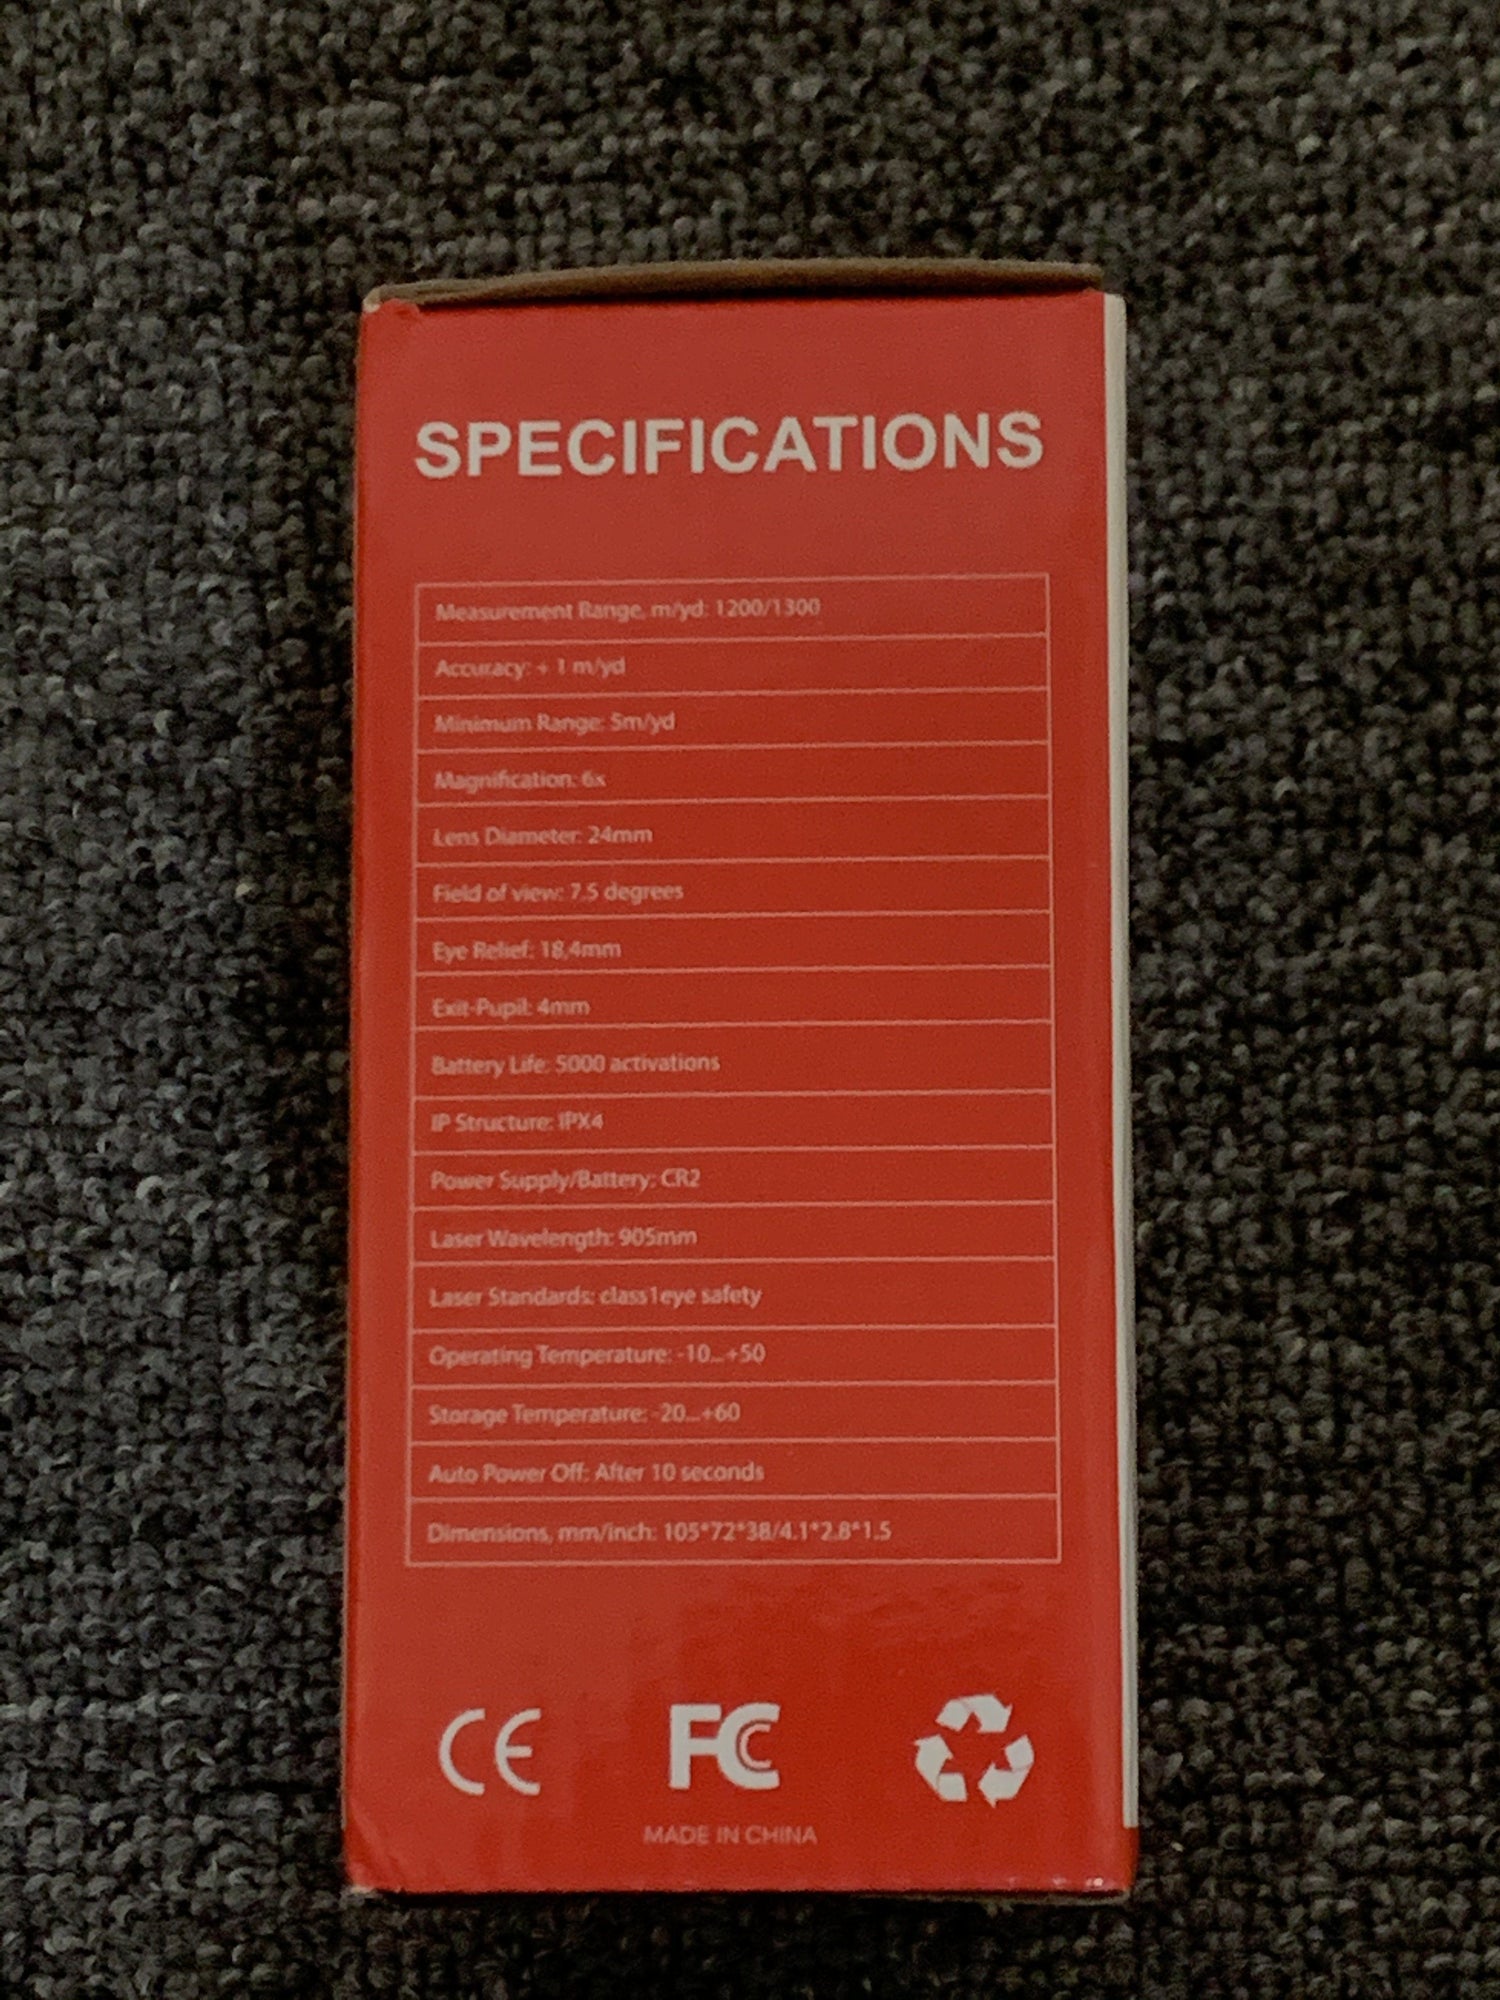 SPECIFICATIONS
Measurement Range, m/yd: 1200/1300
Accuracy: + 1 m/yd
Minimum Range: 5m/yd
Magnification: 6x
Lens Diameter: 24mm
Field of view: 7.5 degrees
Eye Relief: 18,4mm
Exit-Pupil: 4mm
Battery Life: 5000 activations
IP Structure: IPX4
Power Supply/Battery: CR2
Laser Wavelength: 905mm
Laser Standards: class1eye safety
Operating Temperature: -10...+50
Storage Temperature: -20...+60
Auto Power Off: After 10 seconds
Dimensions, mm/inch: 105*72*38/4.1*2.8*1.5
CE FC
MADE IN CHINA